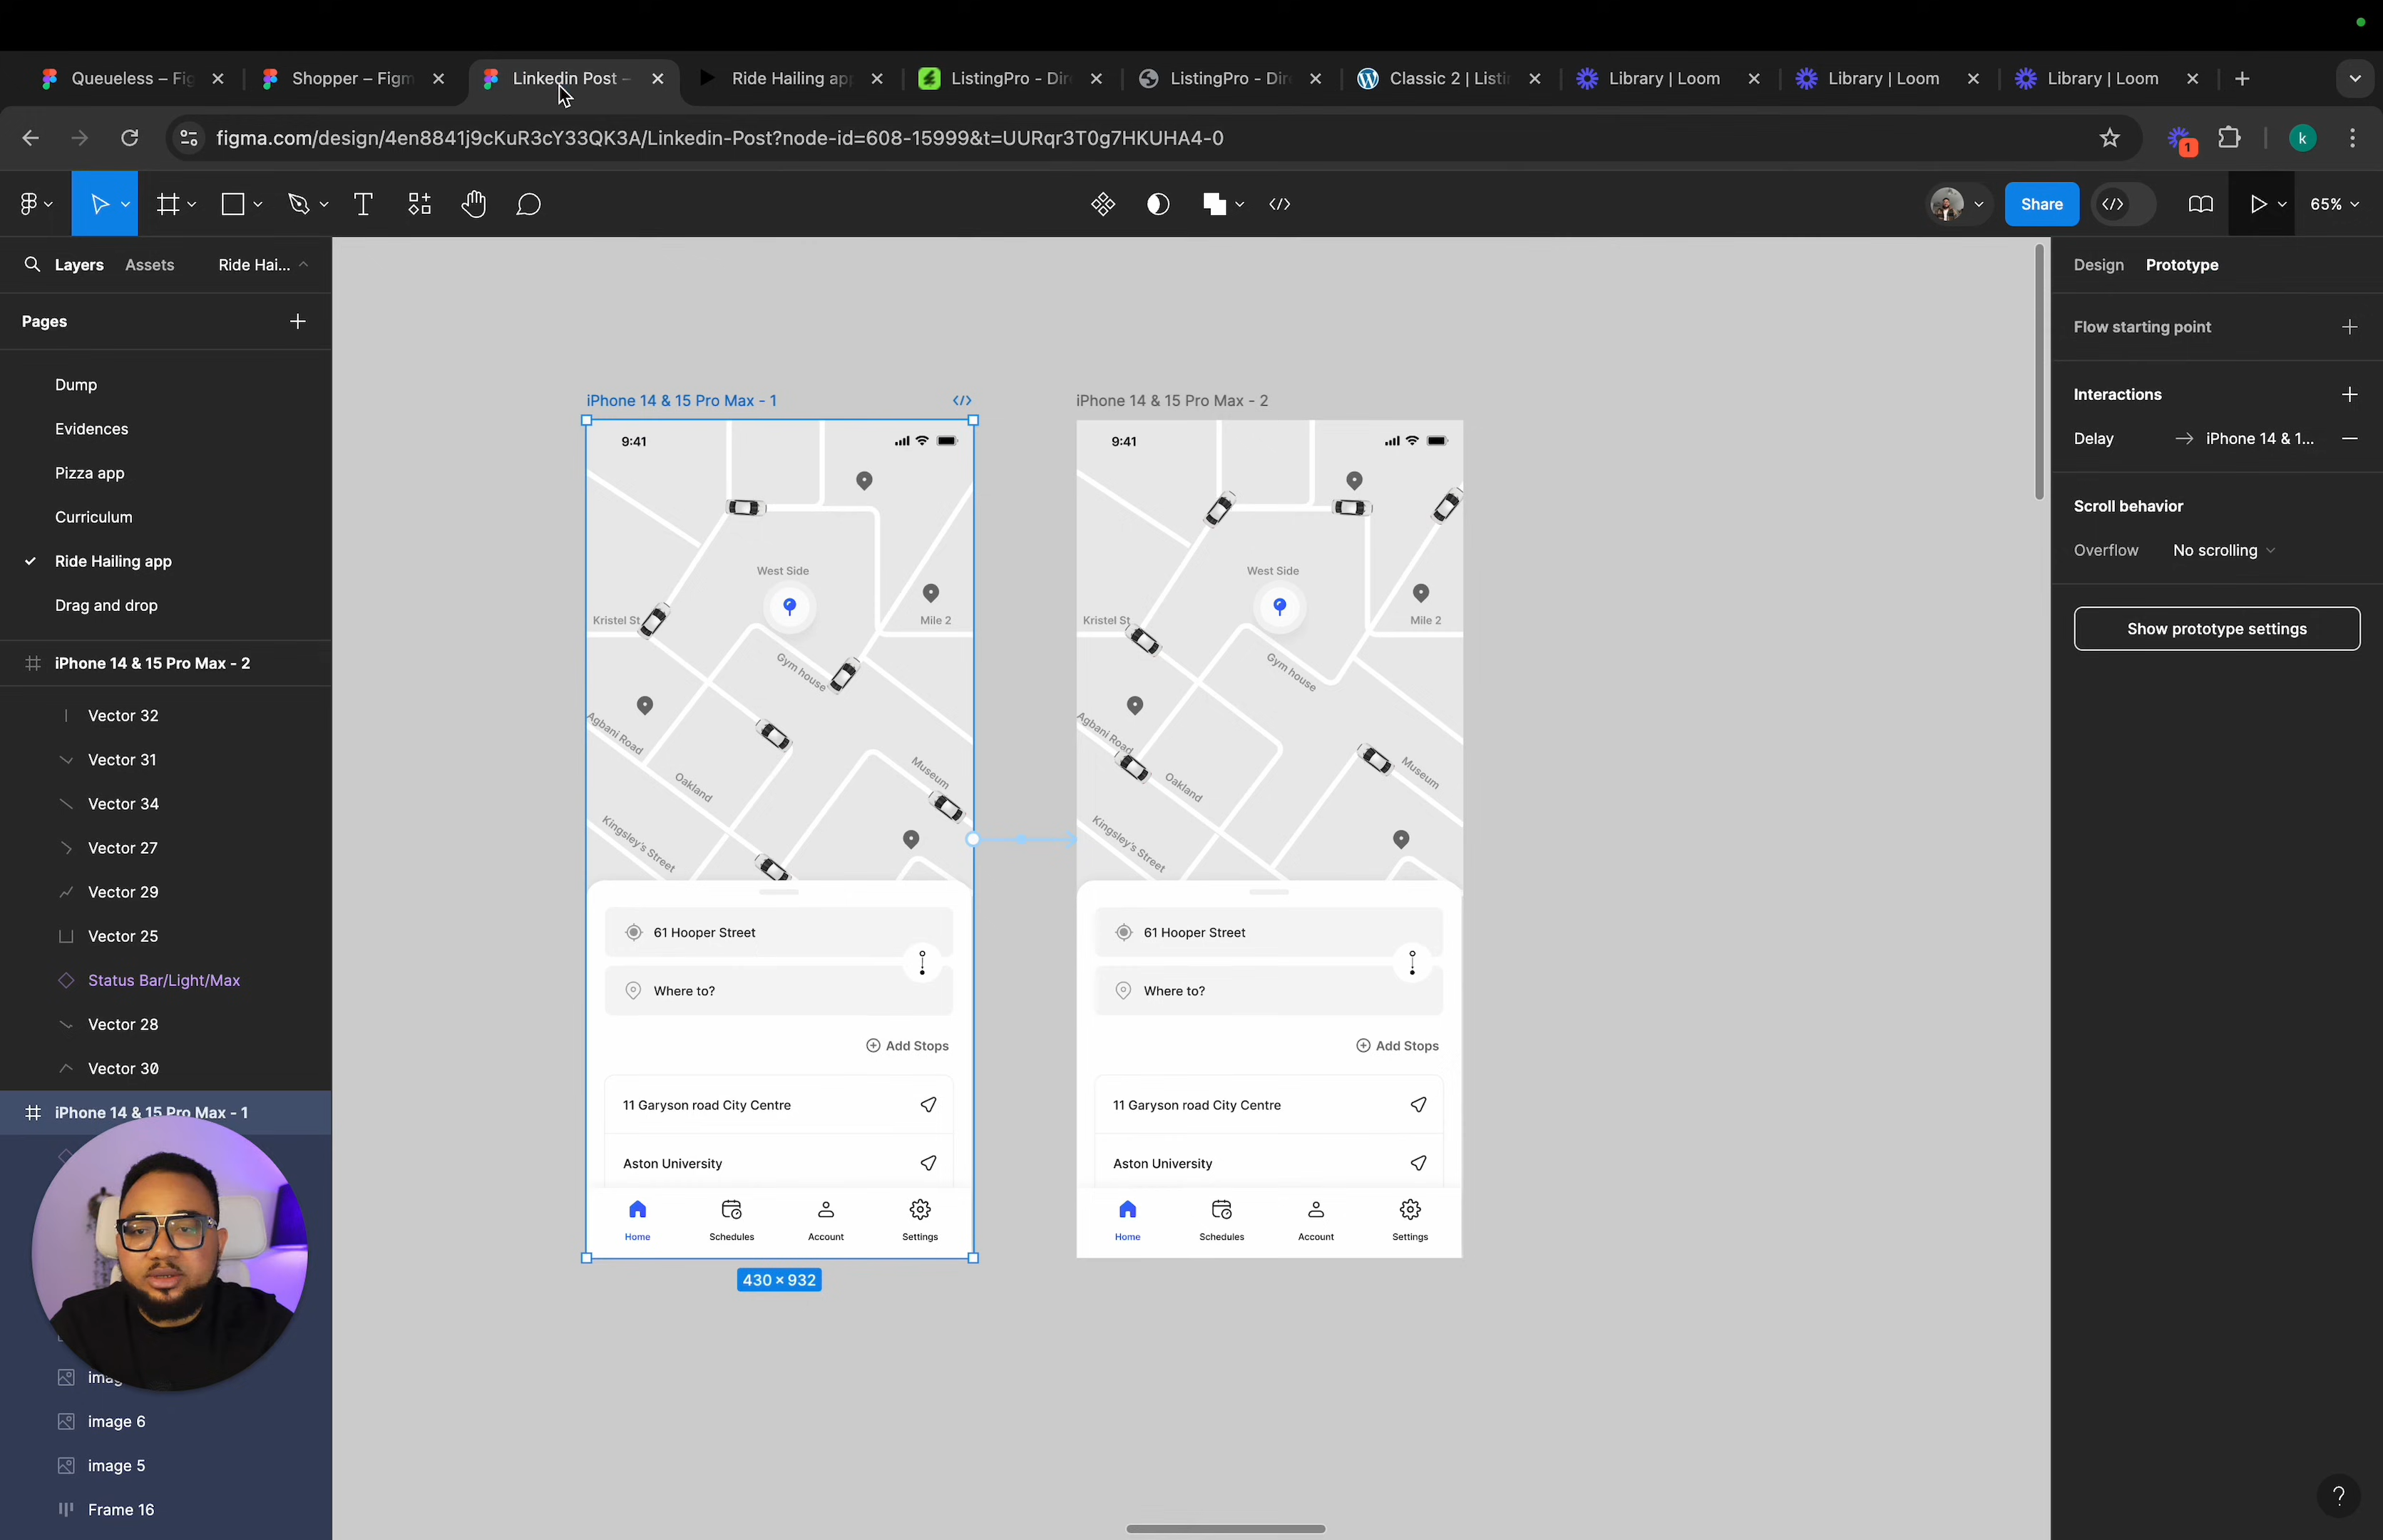 Queueless – Fig
Shopper – Figm
Linkedin Post –
Ride Hailing app
ListingPro - Dire
ListingPro - Dire
Classic 2 | Listi
Library | Loom
Library | Loom
Library | Loom
figma.com/design/4en8841j9cKuR3cY33QK3A/Linkedin-Post?node-id=608-15999&t=UURqr3T0g7HKUHA4-0
1
k
Share
65%
Layers
Assets
Ride Hai...
Pages
Dump
Evidences
Pizza app
Curriculum
Ride Hailing app
Drag and drop
iPhone 14 & 15 Pro Max - 2
Vector 32
Vector 31
Vector 34
Vector 27
Vector 29
Vector 25
Status Bar/Light/Max
Vector 28
Vector 30
iPhone 14 & 15 Pro Max - 1
image 6
image 5
Frame 16
iPhone 14 & 15 Pro Max - 1
9:41
West Side
Kristel St
Mile 2
Gym house
Agbani Road
Museum
Oakland
Kingsley's Street
61 Hooper Street
Where to?
Add Stops
11 Garyson road City Centre
Aston University
Home
Schedules
Account
Settings
430 × 932
iPhone 14 & 15 Pro Max - 2
9:41
West Side
Kristel St
Mile 2
Gym house
Agbani Road
Museum
Oakland
Kingsley's Street
61 Hooper Street
Where to?
Add Stops
11 Garyson road City Centre
Aston University
Home
Schedules
Account
Settings
Design
Prototype
Flow starting point
Interactions
Delay
iPhone 14 & 1...
Scroll behavior
Overflow
No scrolling
Show prototype settings
?